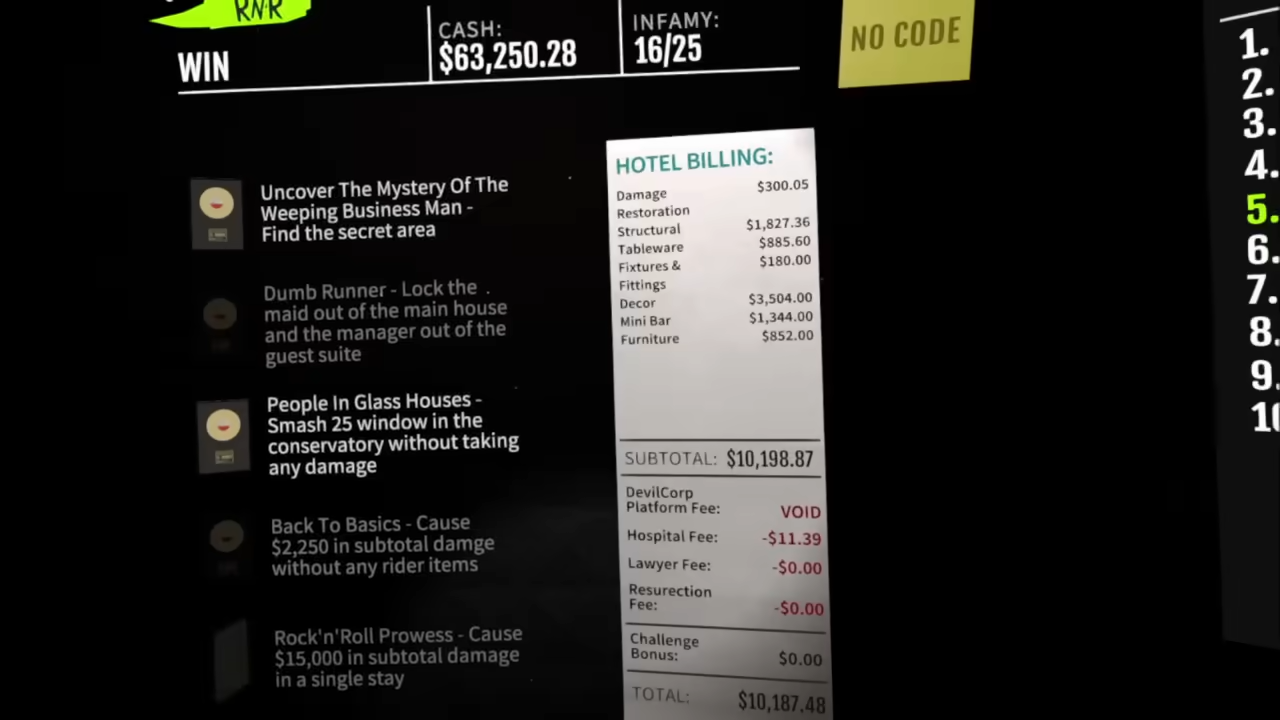 RNR
WIN
CASH:
$63,250.28
INFAMY:
16/25
NO CODE
Uncover The Mystery Of The
Weeping Business Man -
Find the secret area
Dumb Runner - Lock the
maid out of the main house
and the manager out of the
guest suite
People In Glass Houses -
Smash 25 window in the
conservatory without taking
any damage
Back To Basics - Cause
$2,250 in subtotal damge
without any rider items
Rock'n'Roll Prowess - Cause
$15,000 in subtotal damage
in a single stay
HOTEL BILLING:
Damage $300.05
Restoration
Structural $1,827.36
Tableware $885.60
Fixtures & $180.00
Fittings
Decor $3,504.00
Mini Bar $1,344.00
Furniture $852.00
SUBTOTAL: $10,198.87
DevilCorp
Platform Fee: VOID
Hospital Fee: -$11.39
Lawyer Fee: -$0.00
Resurection
Fee: -$0.00
Challenge
Bonus: $0.00
TOTAL: $10,187.48
1.
2.
3.
4.
5.
6.
7.
8.
9.